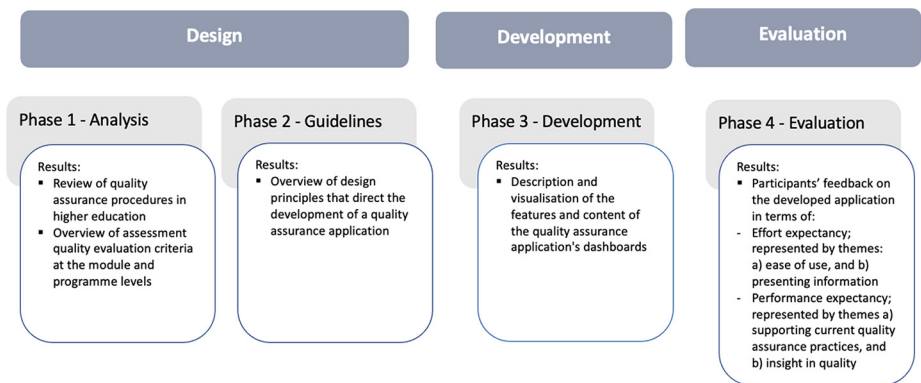 Design
Development
Evaluation
Phase 1 - Analysis
Results:
▪ Review of quality
assurance procedures in
higher education
▪ Overview of assessment
quality evaluation criteria
at the module and
programme levels
Phase 2 - Guidelines
Results:
▪ Overview of design
principles that direct the
development of a quality
assurance application
Phase 3 - Development
Results:
▪ Description and
visualisation of the
features and content of
the quality assurance
application's dashboards
Phase 4 - Evaluation
Results:
▪ Participants’ feedback on
the developed application
in terms of:
- Effort expectancy;
represented by themes:
a) ease of use, and b)
presenting information
- Performance expectancy;
represented by themes a)
supporting current quality
assurance practices, and
b) insight in quality